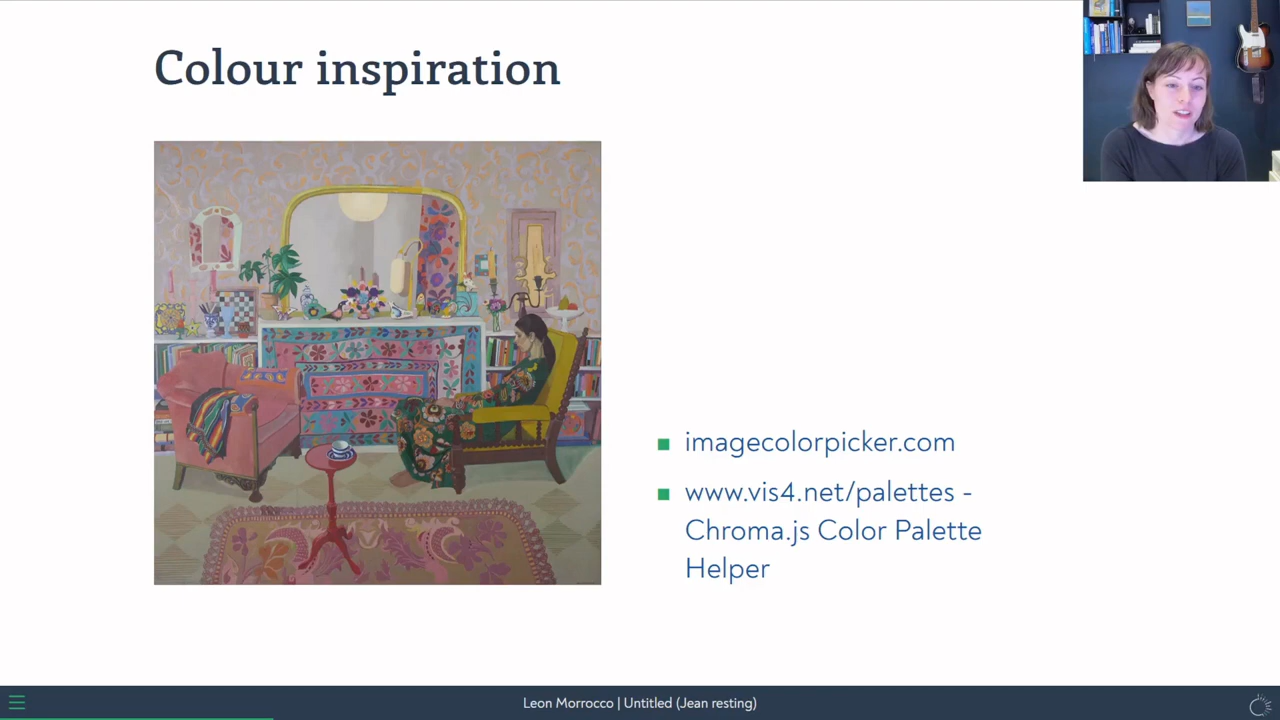 Colour inspiration
imagecolorpicker.com
www.vis4.net/palettes -
Chroma.js Color Palette
Helper
Leon Morrocco | Untitled (Jean resting)